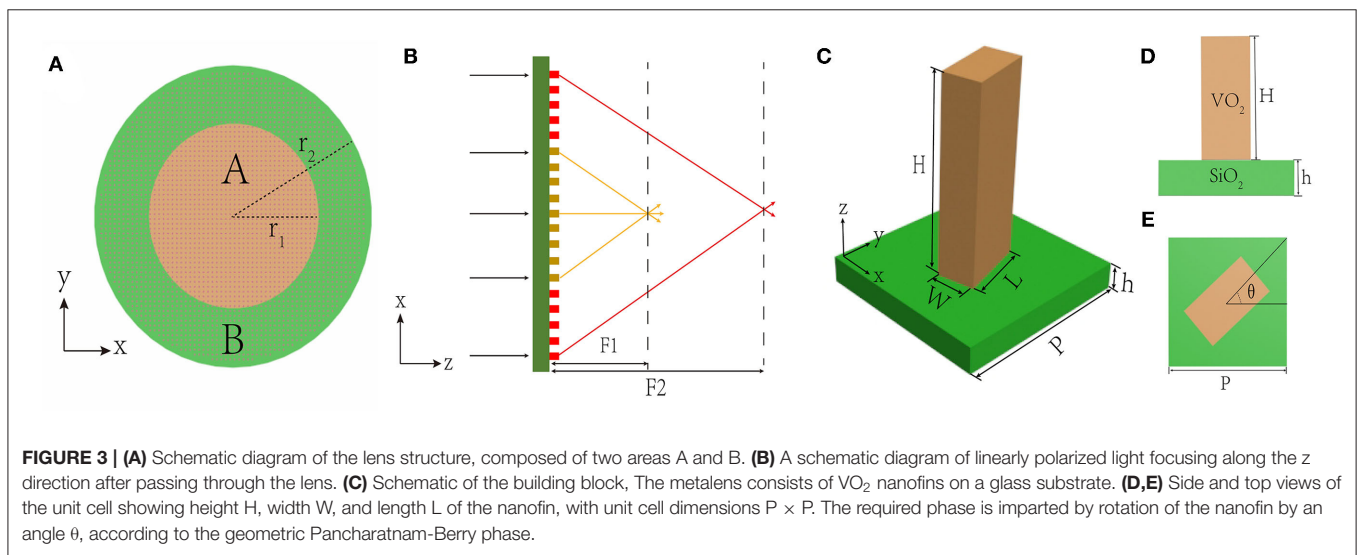 A
A
r₂
r₁
B
y
x
B
x
z
F1
F2
C
H
z
y
x
W
L
h
P
D
VO₂
H
SiO₂
h
E
θ
P
FIGURE 3 | (A) Schematic diagram of the lens structure, composed of two areas A and B. (B) A schematic diagram of linearly polarized light focusing along the z
direction after passing through the lens. (C) Schematic of the building block, The metalens consists of VO₂ nanofins on a glass substrate. (D,E) Side and top views of
the unit cell showing height H, width W, and length L of the nanofin, with unit cell dimensions P × P. The required phase is imparted by rotation of the nanofin by an
angle θ, according to the geometric Pancharatnam-Berry phase.